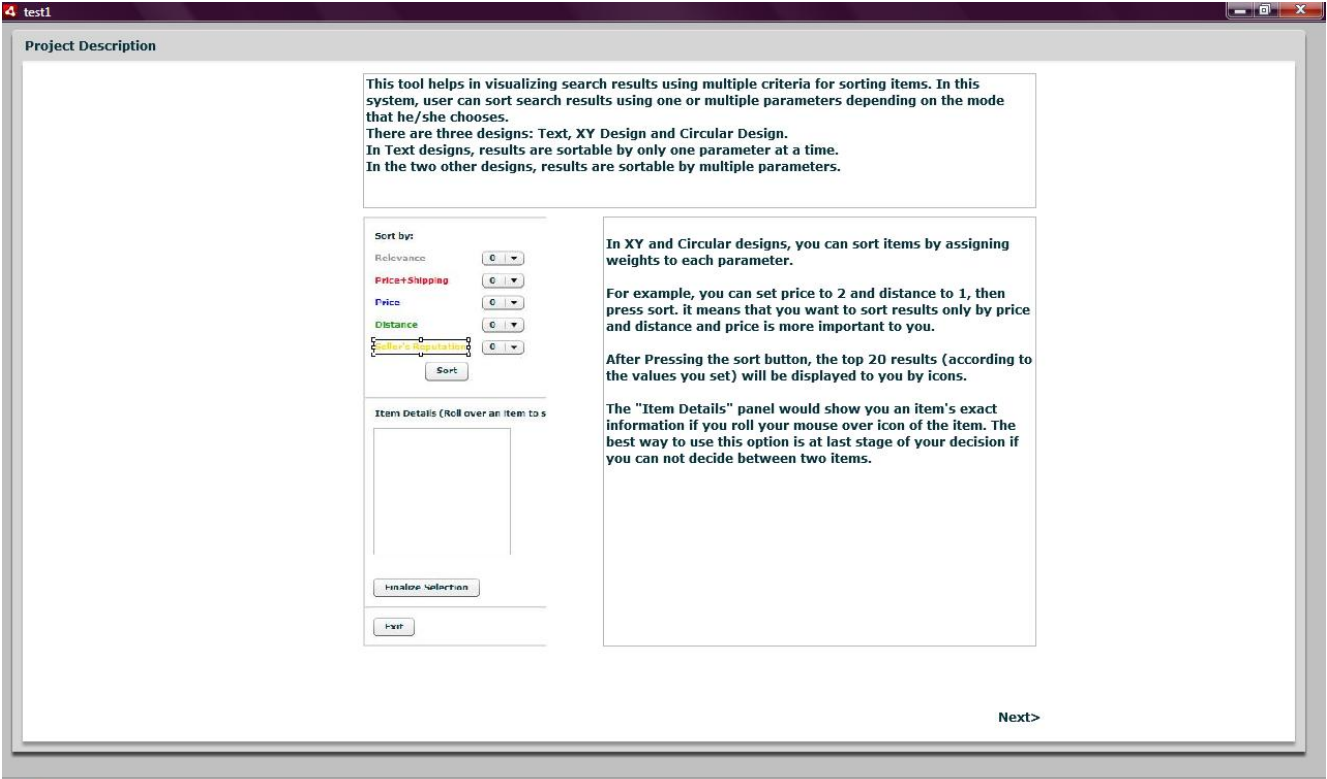 test1
Project Description
This tool helps in visualizing search results using multiple criteria for sorting items. In this
system, user can sort search results using one or multiple parameters depending on the mode
that he/she chooses.
There are three designs: Text, XY Design and Circular Design.
In Text designs, results are sortable by only one parameter at a time.
In the two other designs, results are sortable by multiple parameters.
Sort by:
Relevance 0
Price+Shipping 0
Price 0
Distance 0
Seller's Reputation 0
Sort
Item Details (Roll over an item to s
Finalize Selection
Exit
In XY and Circular designs, you can sort items by assigning
weights to each parameter.
For example, you can set price to 2 and distance to 1, then
press sort. it means that you want to sort results only by price
and distance and price is more important to you.
After Pressing the sort button, the top 20 results (according to
the values you set) will be displayed to you by icons.
The "Item Details" panel would show you an item's exact
information if you roll your mouse over icon of the item. The
best way to use this option is at last stage of your decision if
you can not decide between two items.
Next>